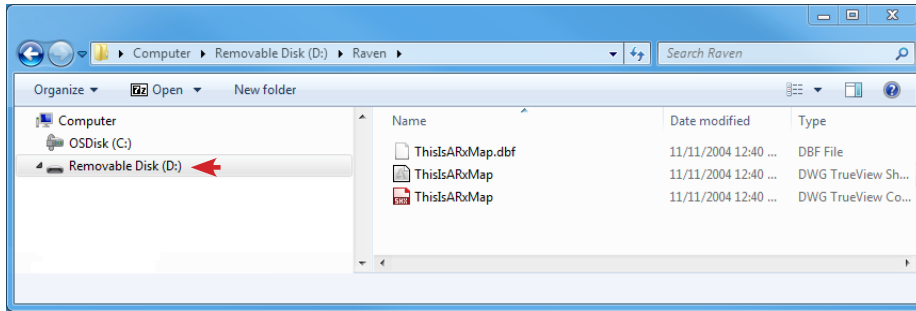 Computer ▸ Removable Disk (D:) ▸ Raven ▸ Search Raven
Organize ▾ Open ▾ New folder
Computer
OSDisk (C:)
Removable Disk (D:)
Name Date modified Type
ThisIsARxMap.dbf 11/11/2004 12:40 ... DBF File
ThisIsARxMap 11/11/2004 12:40 ... DWG TrueView Sh...
ThisIsARxMap 11/11/2004 12:40 ... DWG TrueView Co...